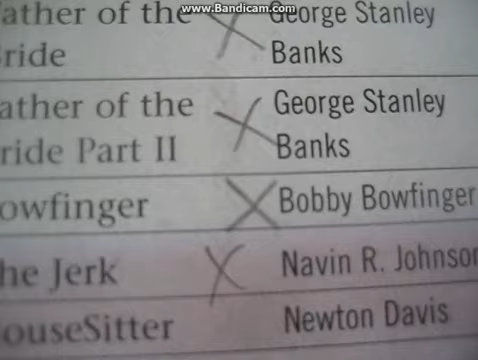 www.Bandicam.com
ather of the George Stanley
ride Banks
ather of the George Stanley
ride Part II Banks
owfinger Bobby Bowfinger
he Jerk Navin R. Johnson
ouseSitter Newton Davis